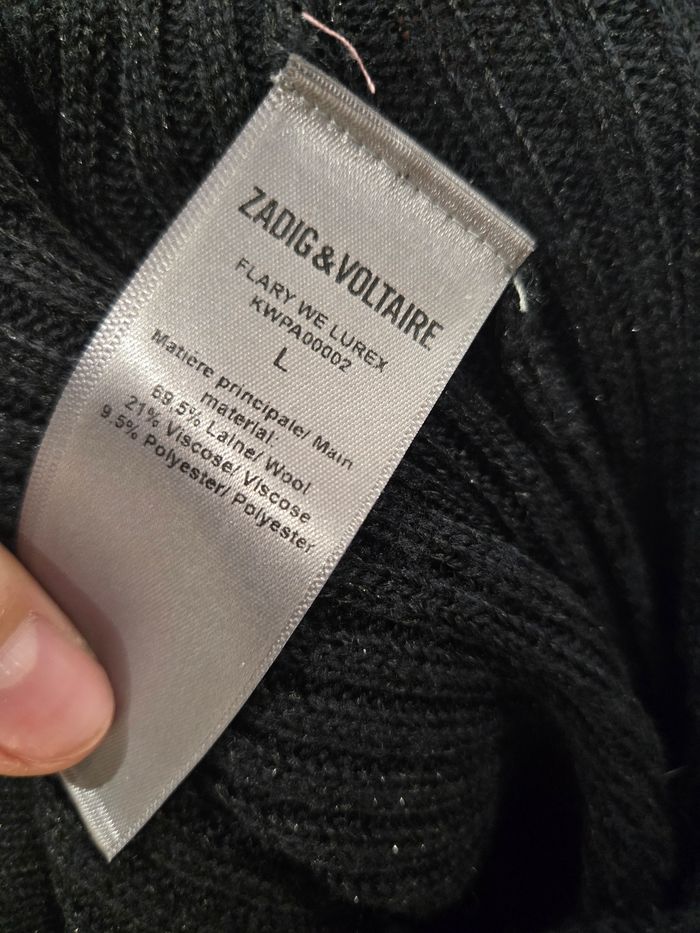 ZADIG&VOLTAIRE
FLARY WE LUREX
KWPA00002
L
Matière principale/ Main
material:
69.5% Laine/ Wool
21% Viscose/ Viscose
9.5% Polyester/ Polyester